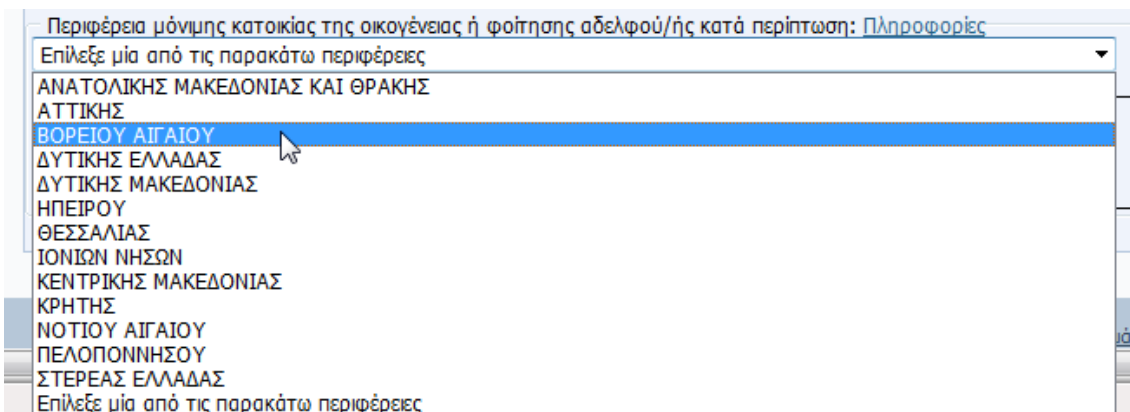 Περιφέρεια μόνιμης κατοικίας της οικογένειας ή φοίτησης αδελφού/ής κατά περίπτωση: Πληροφορίες
Επίλεξε μία από τις παρακάτω περιφέρειες
ΑΝΑΤΟΛΙΚΗΣ ΜΑΚΕΔΟΝΙΑΣ ΚΑΙ ΘΡΑΚΗΣ
ΑΤΤΙΚΗΣ
ΒΟΡΕΙΟΥ ΑΙΓΑΙΟΥ
ΔΥΤΙΚΗΣ ΕΛΛΑΔΑΣ
ΔΥΤΙΚΗΣ ΜΑΚΕΔΟΝΙΑΣ
ΗΠΕΙΡΟΥ
ΘΕΣΣΑΛΙΑΣ
ΙΟΝΙΩΝ ΝΗΣΩΝ
ΚΕΝΤΡΙΚΗΣ ΜΑΚΕΔΟΝΙΑΣ
ΚΡΗΤΗΣ
ΝΟΤΙΟΥ ΑΙΓΑΙΟΥ
ΠΕΛΟΠΟΝΝΗΣΟΥ
ΣΤΕΡΕΑΣ ΕΛΛΑΔΑΣ
Επίλεξε μία από τις παρακάτω περιφέρειες